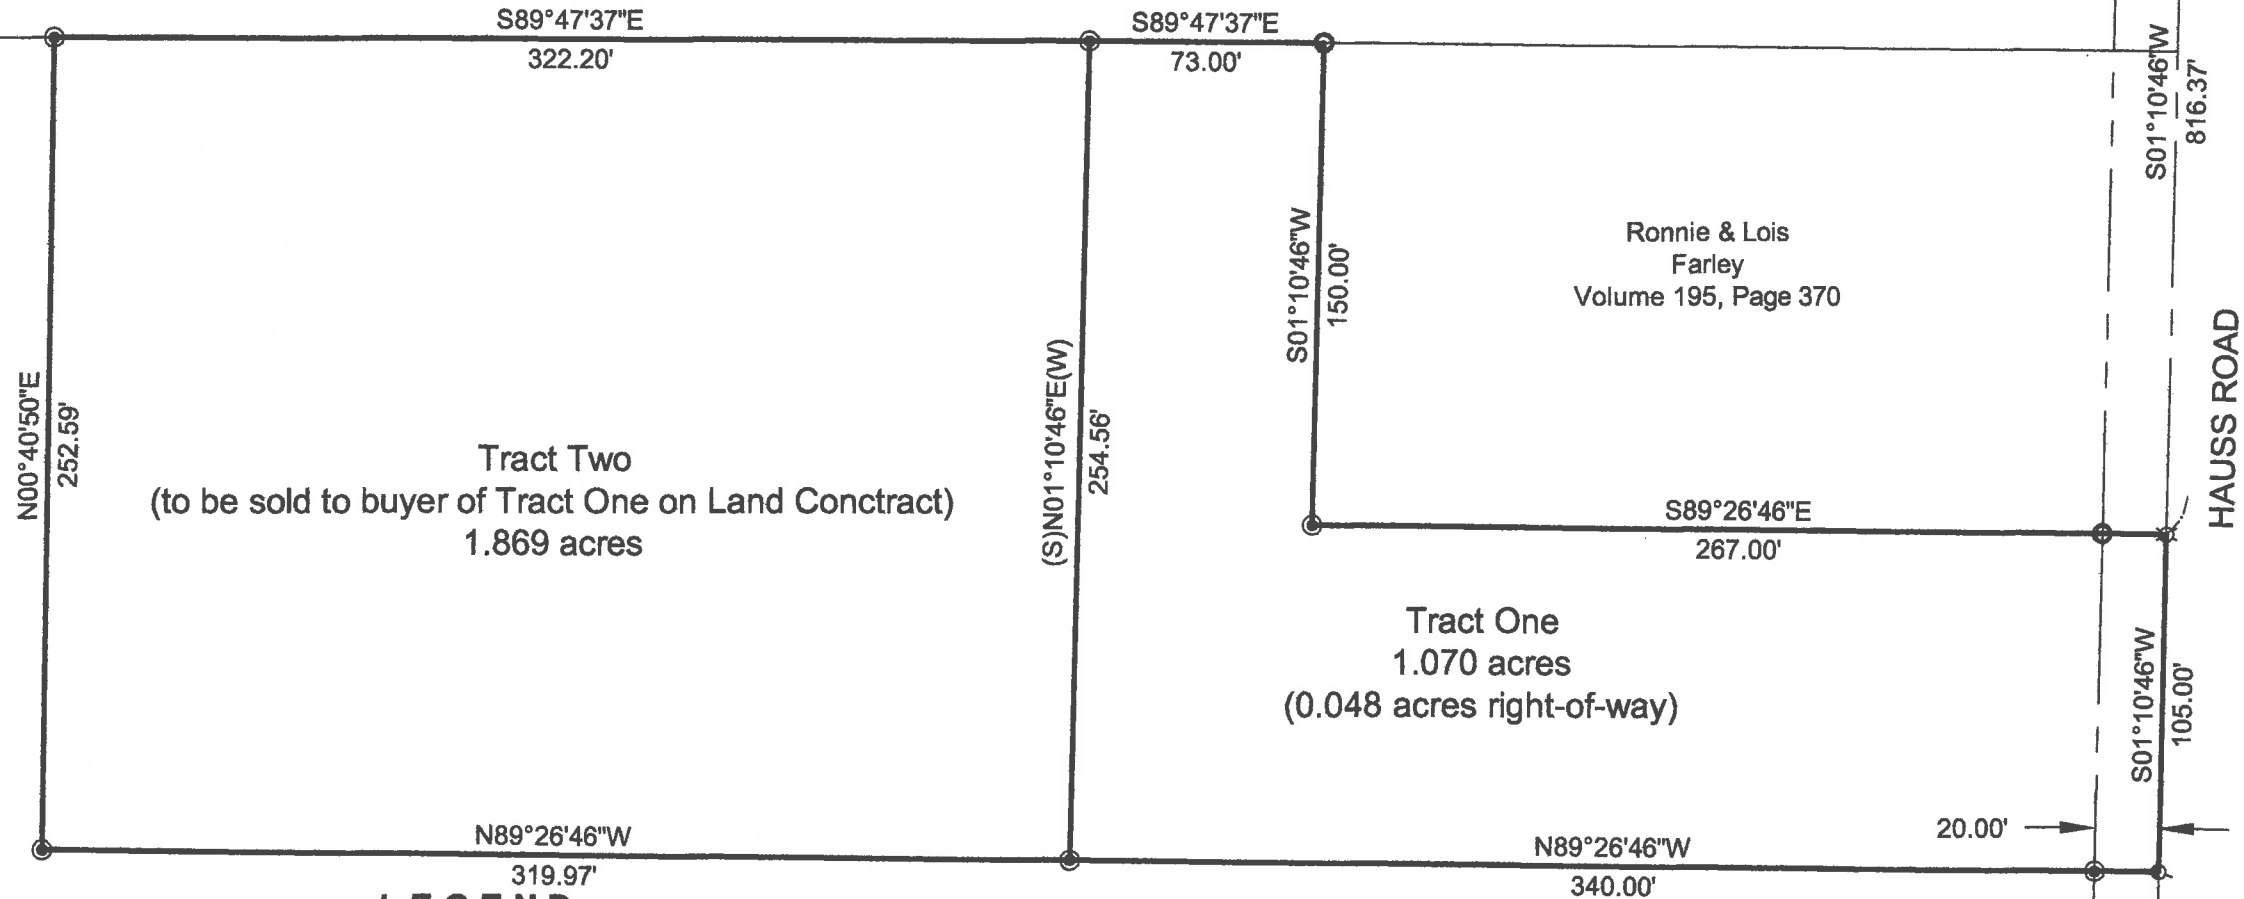 S89°47'37"E
322.20'
S89°47'37"E
73.00'
S01°10'46"W
816.37'
Ronnie & Lois
Farley
Volume 195, Page 370
S01°10'46"W
150.00'
HAUSS ROAD
N00°40'50"E
252.59'
(S)N01°10'46"E(W)
254.56'
Tract Two
(to be sold to buyer of Tract One on Land Conctract)
1.869 acres
S89°26'46"E
267.00'
Tract One
1.070 acres
(0.048 acres right-of-way)
S01°10'46"W
105.00'
20.00'
N89°26'46"W
319.97'
N89°26'46"W
340.00'
LEGEND